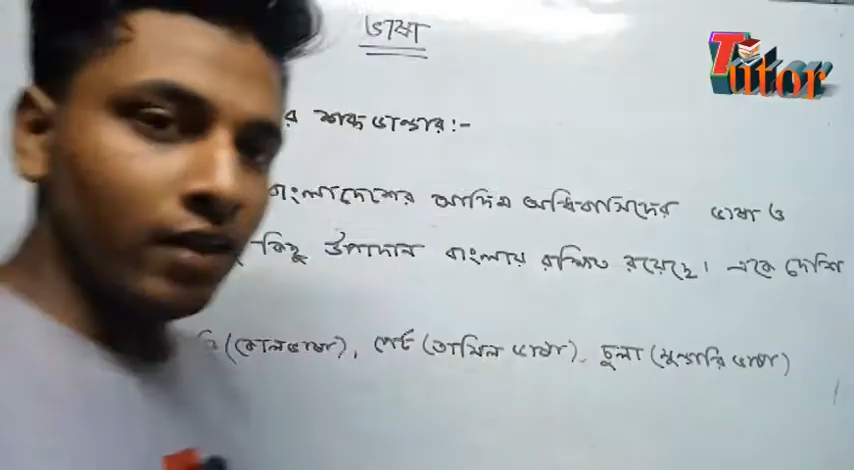 ভাষা
Tutor
র শব্দ ভান্ডার:-
বাংলাদেশের আদিম অধিবাসিদের ভাষা ও
কিছু উপাদান বাংলায় রক্ষিত রয়েছে। একে দেশি
(কোলভাষা), পেট (তামিল ভাষা), চুলা (মুন্ডারি ভাষা)